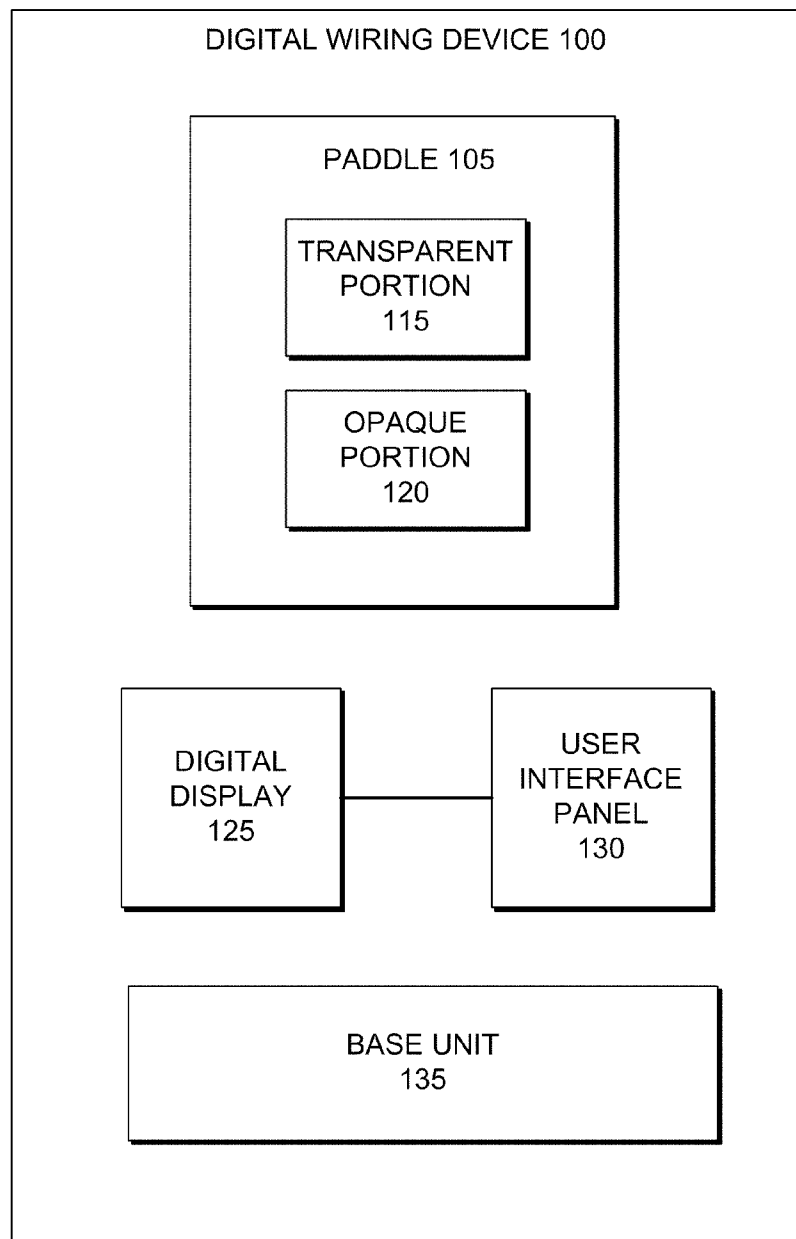 DIGITAL WIRING DEVICE 100
PADDLE 105
TRANSPARENT
PORTION
115
OPAQUE
PORTION
120
DIGITAL
DISPLAY
125
USER
INTERFACE
PANEL
130
BASE UNIT
135